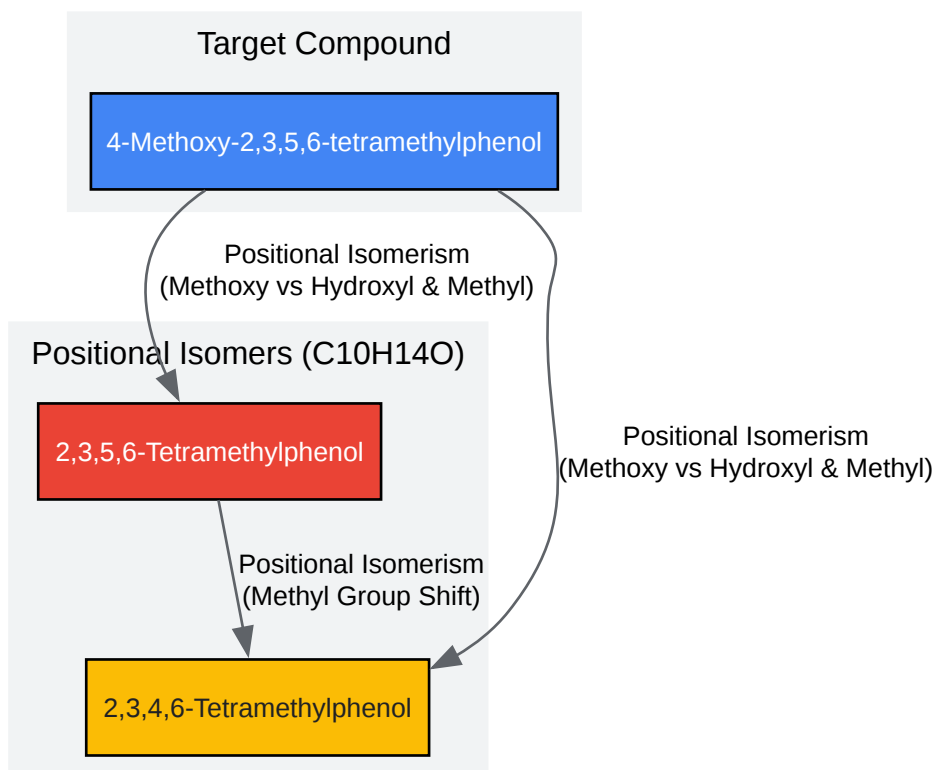 Target Compound
4-Methoxy-2,3,5,6-tetramethylphenol
Positional Isomerism
(Methoxy vs Hydroxyl & Methyl)
Positional Isomers (C10H14O)
2,3,5,6-Tetramethylphenol
Positional Isomerism
(Methoxy vs Hydroxyl & Methyl)
Positional Isomerism
(Methyl Group Shift)
2,3,4,6-Tetramethylphenol